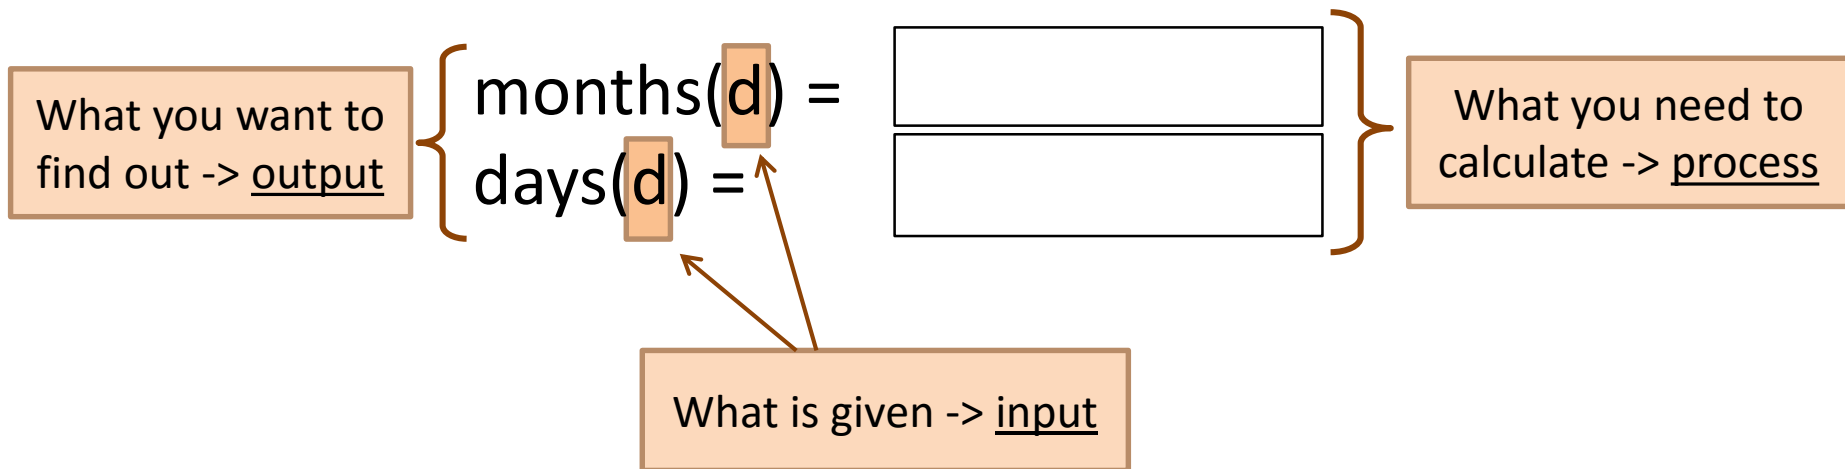 What you want to
find out -> output
months(d) =
days(d) =
What you need to
calculate -> process
What is given -> input